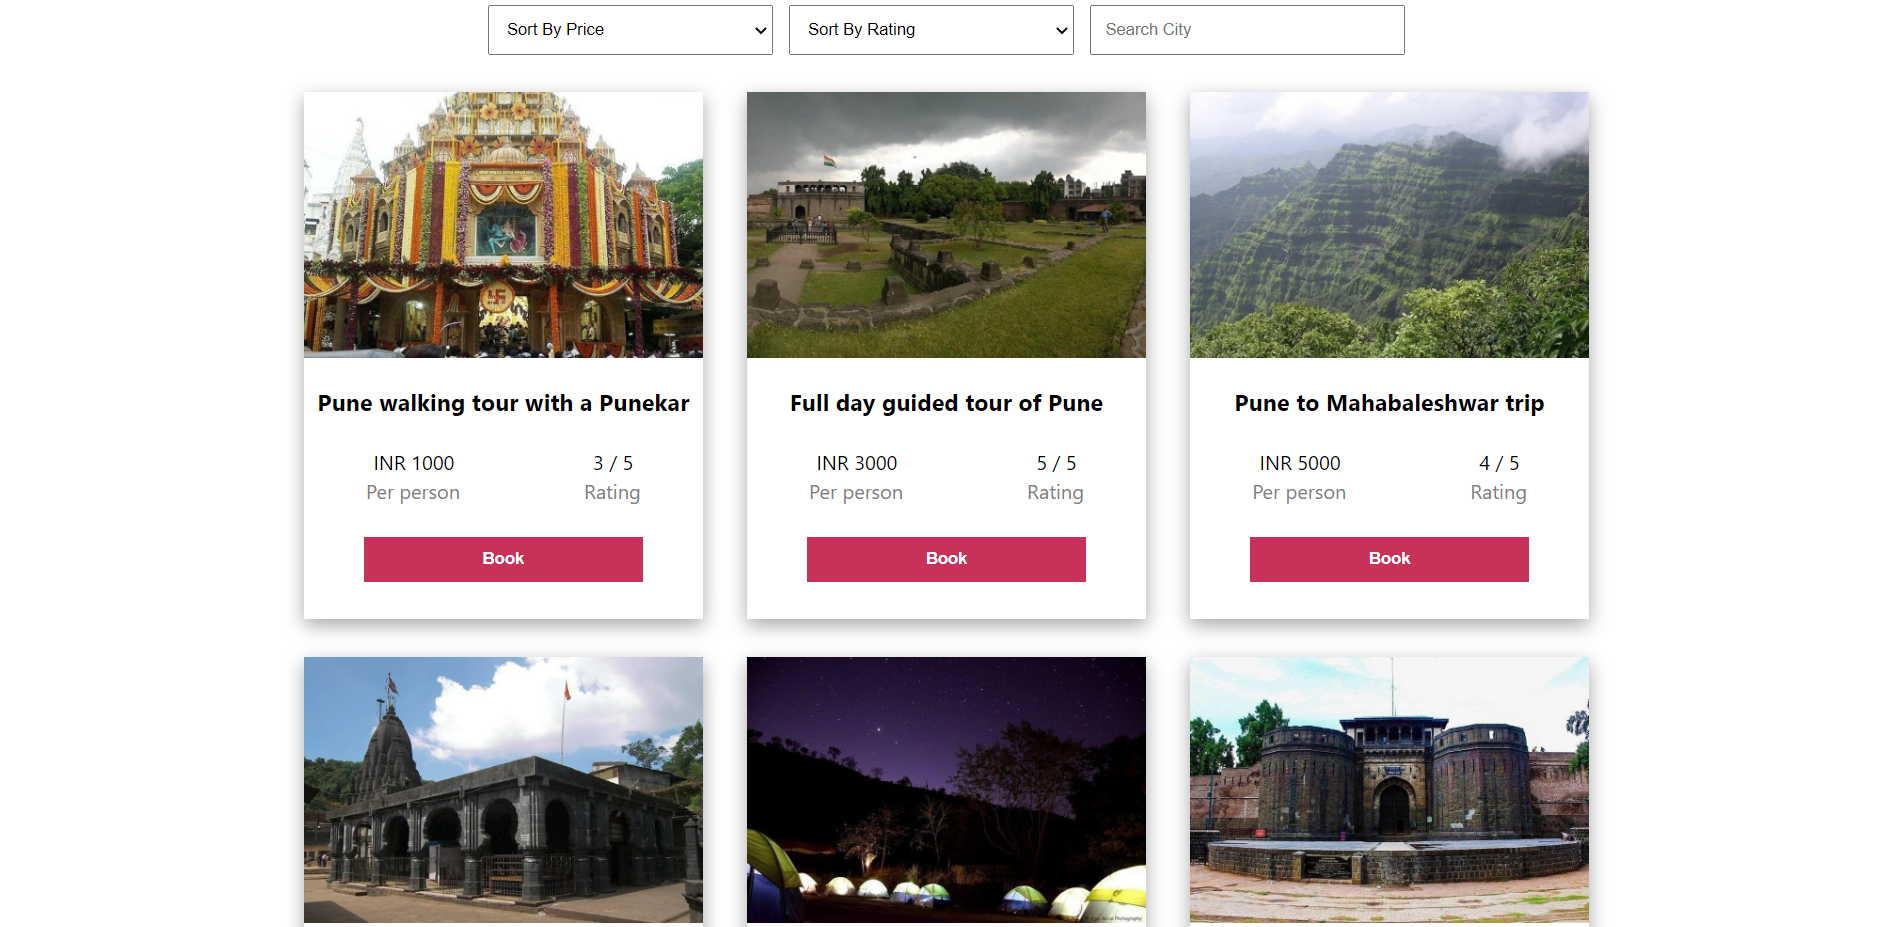 Sort By Price
Sort By Rating
Search City
Pune walking tour with a Punekar
INR 1000
3 / 5
Per person
Rating
Book
Full day guided tour of Pune
INR 3000
5 / 5
Per person
Rating
Book
Pune to Mahabaleshwar trip
INR 5000
4 / 5
Per person
Rating
Book
Photography